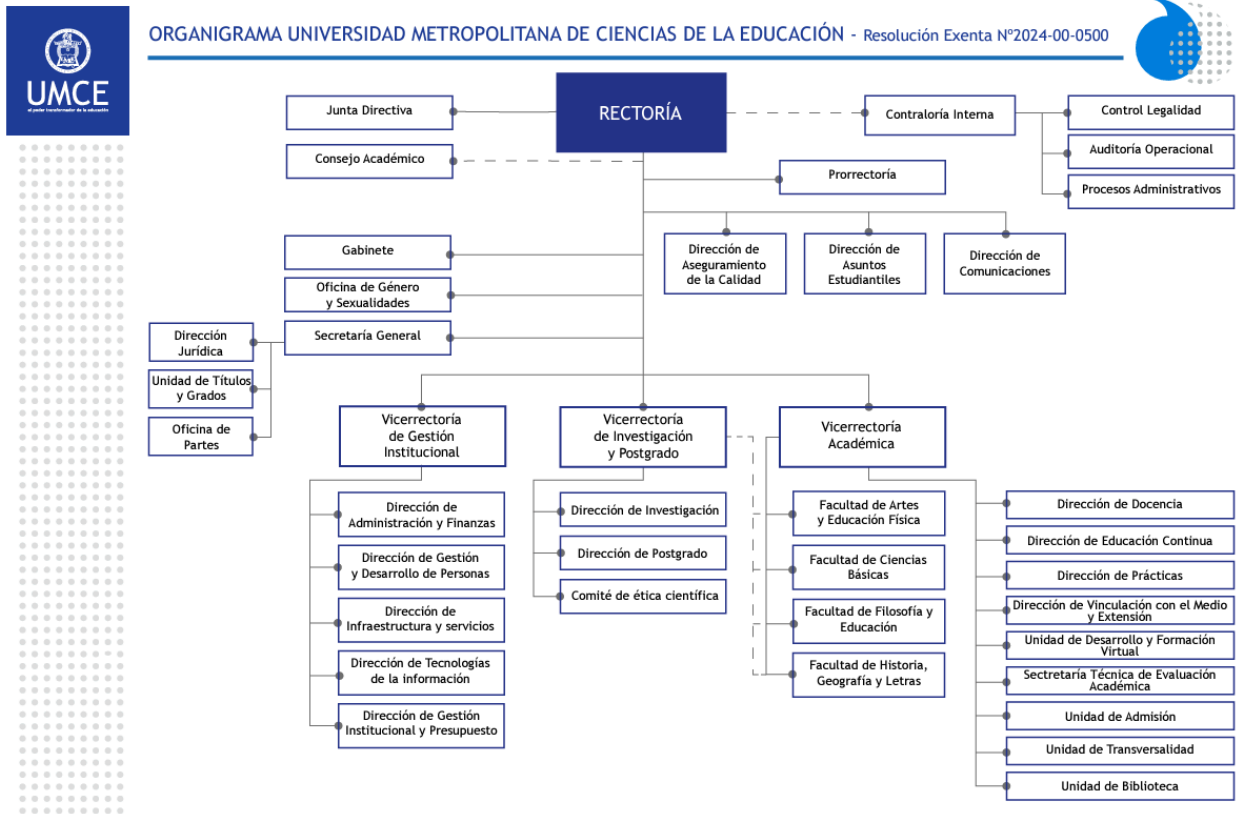 ORGANIGRAMA UNIVERSIDAD METROPOLITANA DE CIENCIAS DE LA EDUCACIÓN - Resolución Exenta Nº2024-00-0500
UMCE
el poder transformador de la educación
RECTORÍA
Junta Directiva
Consejo Académico
Contraloría Interna
Control Legalidad
Auditoría Operacional
Procesos Administrativos
Prorrectoría
Dirección de
Aseguramiento
de la Calidad
Dirección de
Asuntos
Estudiantiles
Dirección de
Comunicaciones
Gabinete
Oficina de Género
y Sexualidades
Secretaría General
Dirección
Jurídica
Unidad de Títulos
y Grados
Oficina de
Partes
Vicerrectoría
de Gestión
Institucional
Vicerrectoría
de Investigación
y Postgrado
Vicerrectoría
Académica
Dirección de
Administración y Finanzas
Dirección de Gestión
y Desarrollo de Personas
Dirección de
Infraestructura y servicios
Dirección de Tecnologías
de la información
Dirección de Gestión
Institucional y Presupuesto
Dirección de Investigación
Dirección de Postgrado
Comité de ética científica
Facultad de Artes
y Educación Física
Facultad de Ciencias
Básicas
Facultad de Filosofía y
Educación
Facultad de Historia,
Geografía y Letras
Dirección de Docencia
Dirección de Educación Continua
Dirección de Prácticas
Dirección de Vinculación con el Medio
y Extensión
Unidad de Desarrollo y Formación
Virtual
Sectretaría Técnica de Evaluación
Académica
Unidad de Admisión
Unidad de Transversalidad
Unidad de Biblioteca